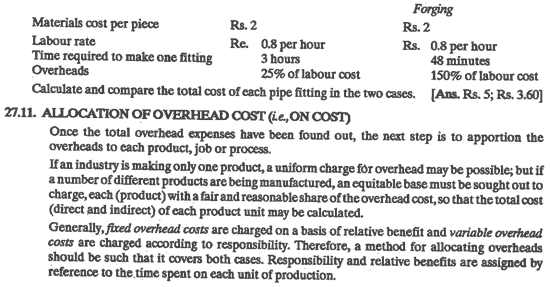 Forging
Materials cost per piece Rs. 2 Rs. 2
Labour rate Re. 0.8 per hour Rs. 0.8 per hour
Time required to make one fitting 3 hours 48 minutes
Overheads 25% of labour cost 150% of labour cost
Calculate and compare the total cost of each pipe fitting in the two cases. [Ans. Rs. 5; Rs. 3.60]
27.11. ALLOCATION OF OVERHEAD COST (i.e., ON COST)
Once the total overhead expenses have been found out, the next step is to apportion the
overheads to each product, job or process.
If an industry is making only one product, a uniform charge for overhead may be possible; but if
a number of different products are being manufactured, an equitable base must be sought out to
charge, each (product) with a fair and reasonable share of the overhead cost, so that the total cost
(direct and indirect) of each product unit may be calculated.
Generally, fixed overhead costs are charged on a basis of relative benefit and variable overhead
costs are charged according to responsibility. Therefore, a method for allocating overheads
should be such that it covers both cases. Responsibility and relative benefits are assigned by
reference to the time spent on each unit of production.